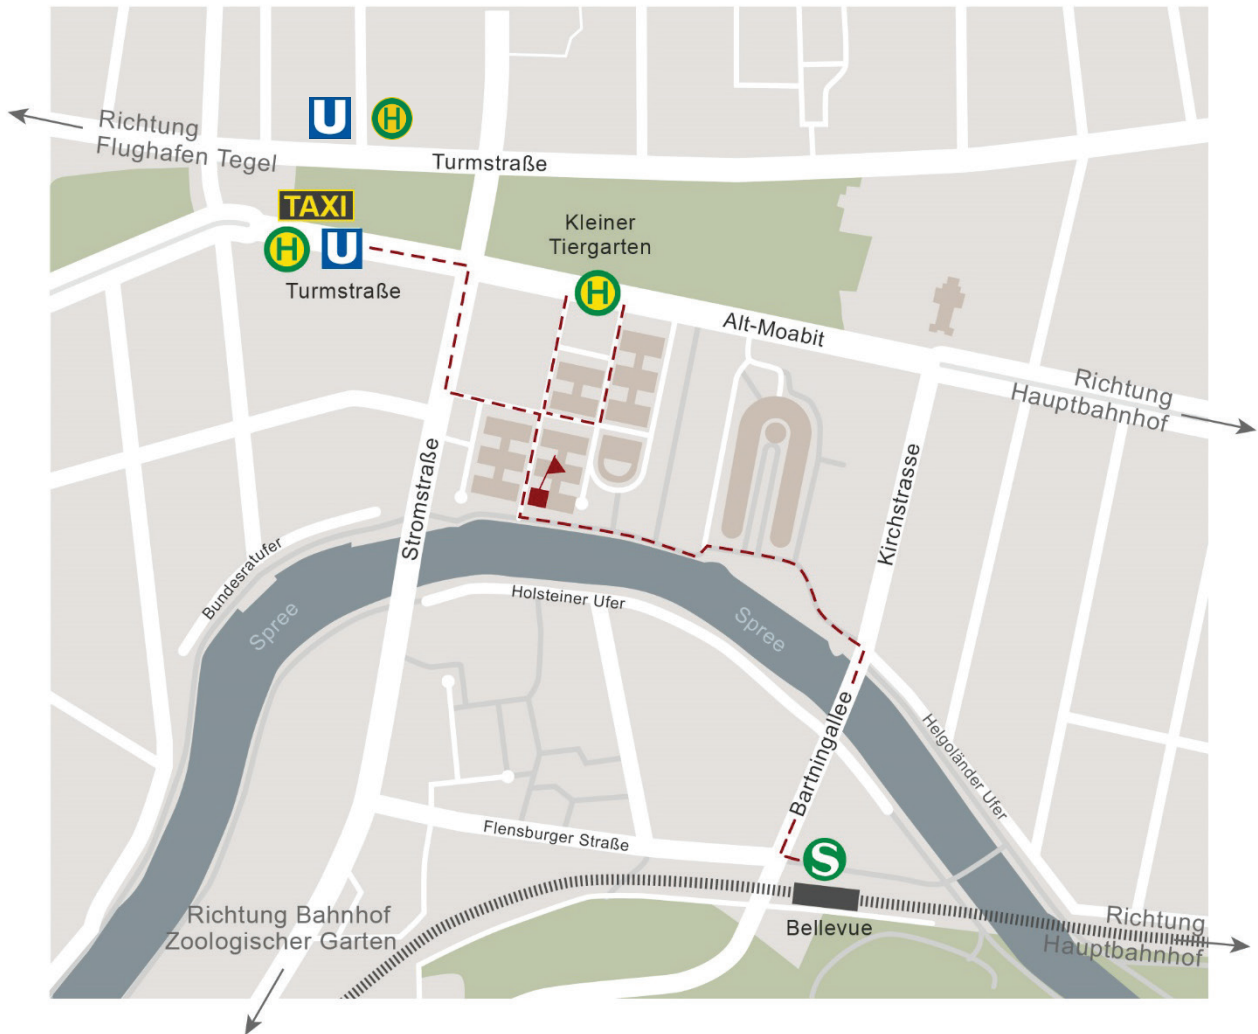 Richtung
Flughafen Tegel
U
H
Turmstraße
TAXI
H
U
Turmstraße
Kleiner
Tiergarten
H
Alt-Moabit
Richtung
Hauptbahnhof
Stromstraße
Kirchstrasse
Bundesratufer
Spree
Holsteiner Ufer
Spree
Bartningallee
Helgoländer Ufer
Flensburger Straße
S
Bellevue
Richtung Bahnhof
Zoologischer Garten
Richtung
Hauptbahnhof